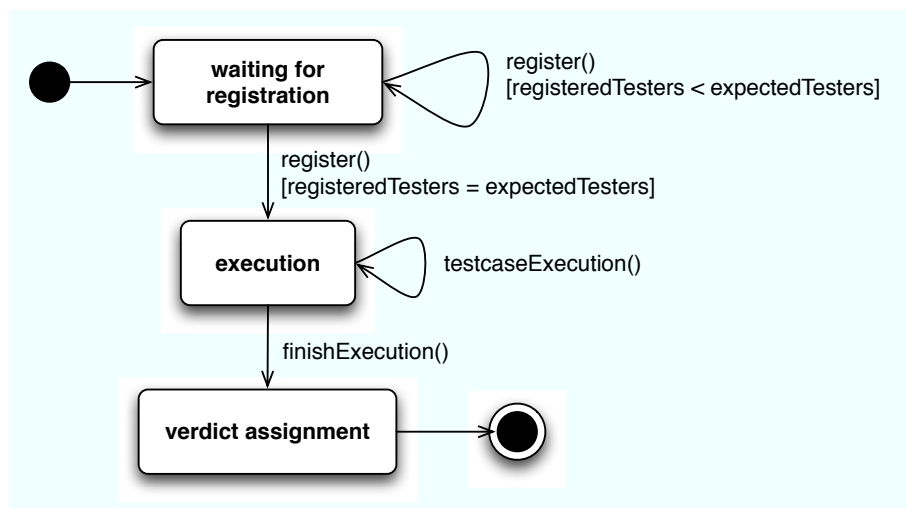 waiting for
registration
register()
[registeredTesters < expectedTesters]
register()
[registeredTesters = expectedTesters]
execution
testcaseExecution()
finishExecution()
verdict assignment